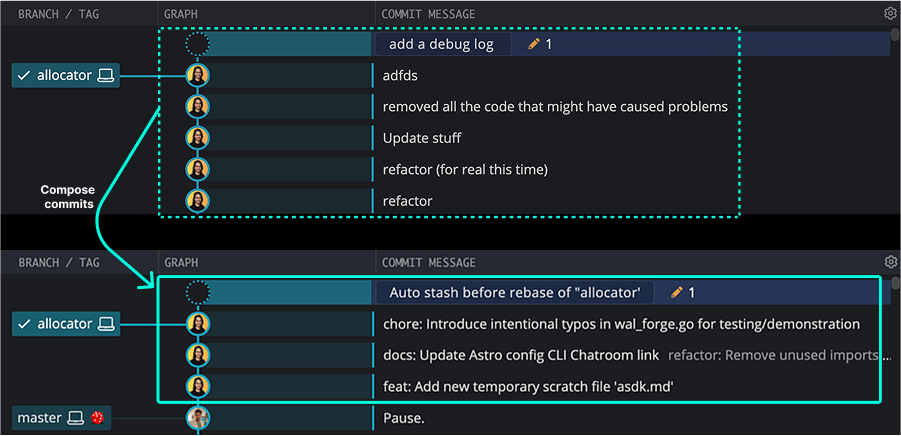 BRANCH / TAG GRAPH COMMIT MESSAGE
add a debug log 1
allocator adfds
removed all the code that might have caused problems
Update stuff
refactor (for real this time)
Compose
commits
refactor
BRANCH / TAG GRAPH COMMIT MESSAGE
Auto stash before rebase of "allocator' 1
allocator chore: Introduce intentional typos in wal_forge.go for testing/demonstration
docs: Update Astro config CLI Chatroom link refactor: Remove unused imports ...
feat: Add new temporary scratch file 'asdk.md'
master Pause.